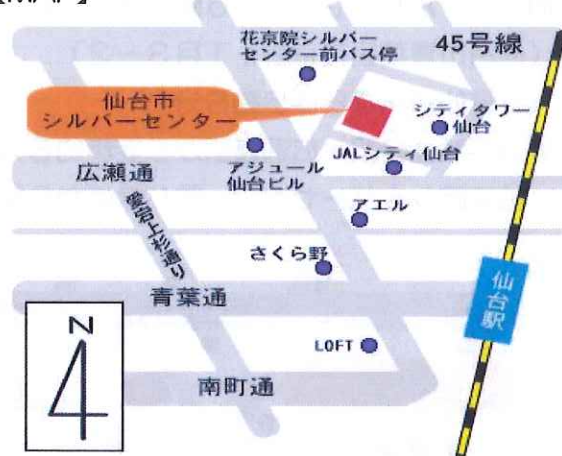 花京院シルバー
センター前バス停
45号線
仙台市
シルバーセンター
シティタワー
仙台
広瀬通
アジュール
仙台ビル
JALシティ仙台
愛宕上杉通り
アエル
さくら野
青葉通
仙台駅
LOFT
南町通
N